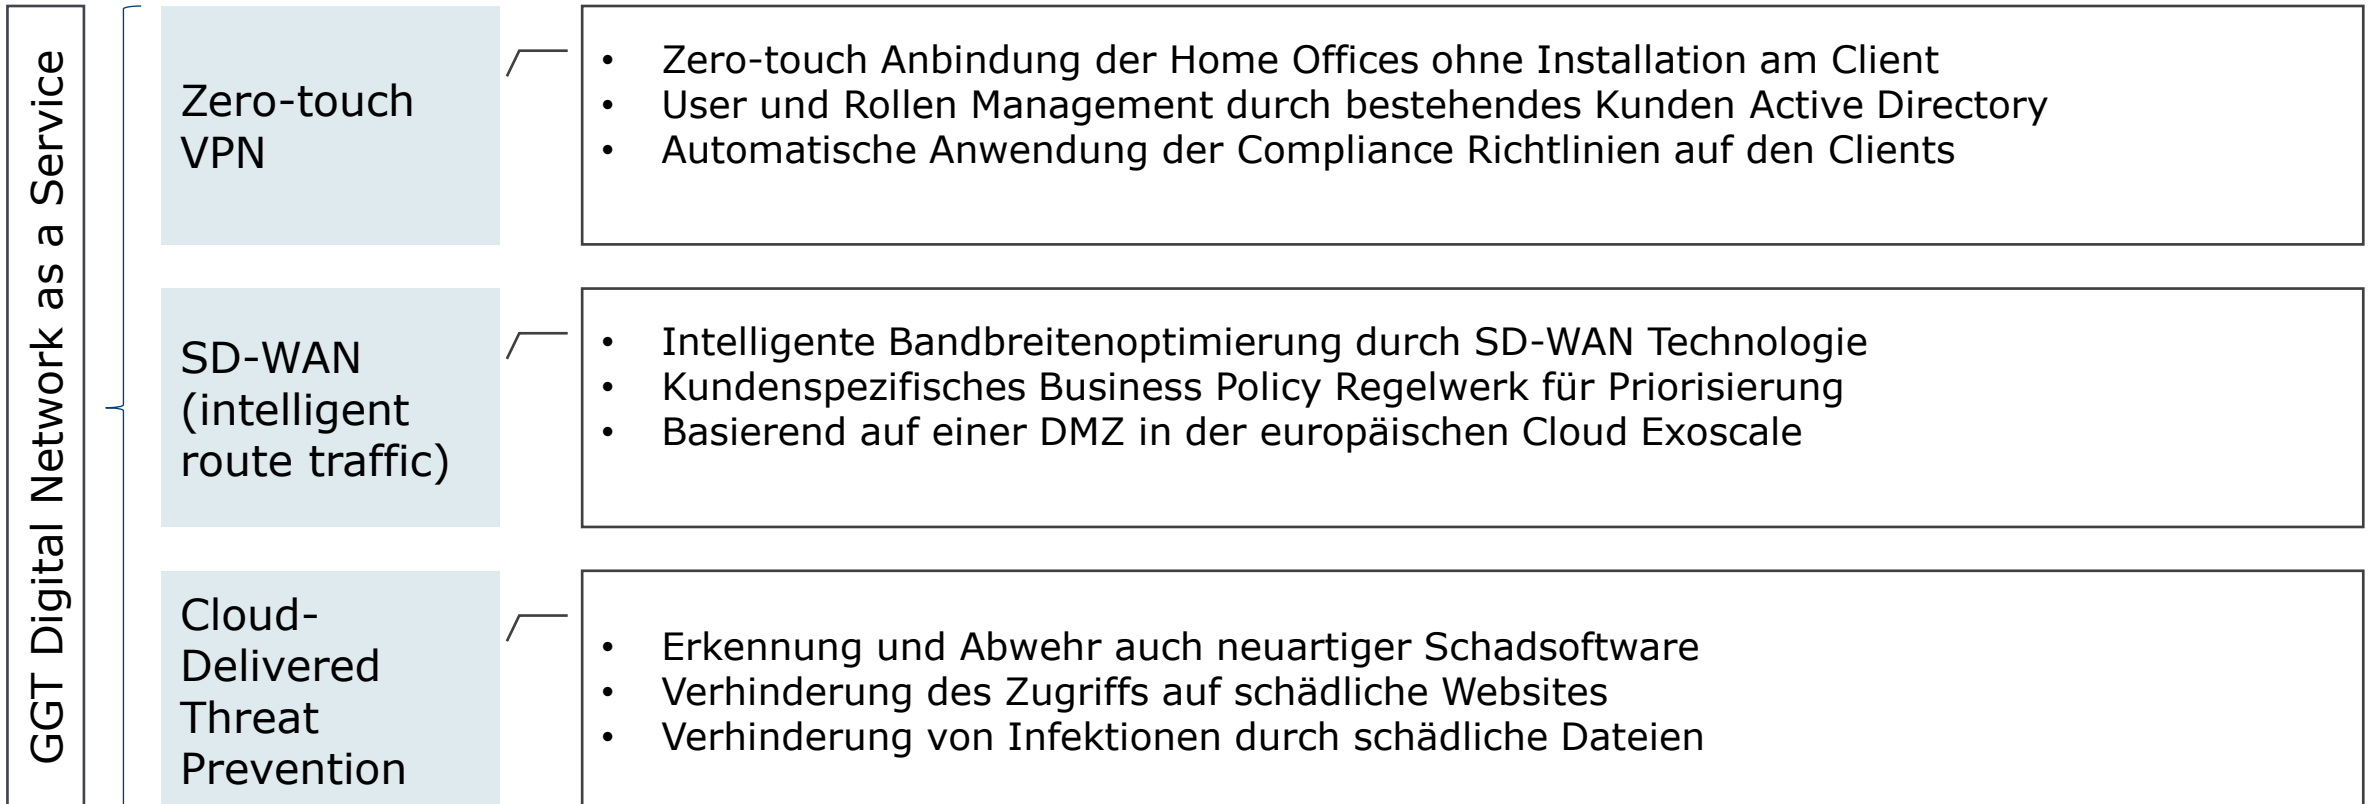 GGT Digital Network as a Service
Zero-touch
VPN
• Zero-touch Anbindung der Home Offices ohne Installation am Client
• User und Rollen Management durch bestehendes Kunden Active Directory
• Automatische Anwendung der Compliance Richtlinien auf den Clients
SD-WAN
(intelligent
route traffic)
• Intelligente Bandbreitenoptimierung durch SD-WAN Technologie
• Kundenspezifisches Business Policy Regelwerk für Priorisierung
• Basierend auf einer DMZ in der europäischen Cloud Exoscale
Cloud-
Delivered
Threat
Prevention
• Erkennung und Abwehr auch neuartiger Schadsoftware
• Verhinderung des Zugriffs auf schädliche Websites
• Verhinderung von Infektionen durch schädliche Dateien